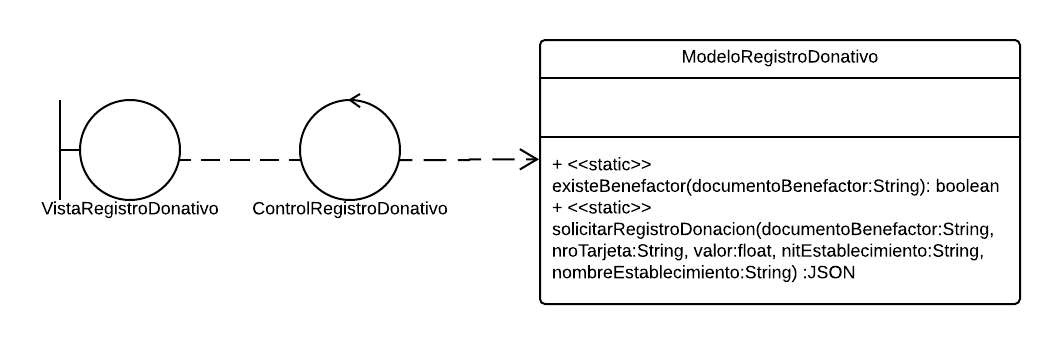 ModeloRegistroDonativo
+ <<static>>
existeBenefactor(documentoBenefactor:String): boolean
+ <<static>>
solicitarRegistroDonacion(documentoBenefactor:String,
nroTarjeta:String, valor:float, nitEstablecimiento:String,
nombreEstablecimiento:String) :JSON
VistaRegistroDonativo
ControlRegistroDonativo